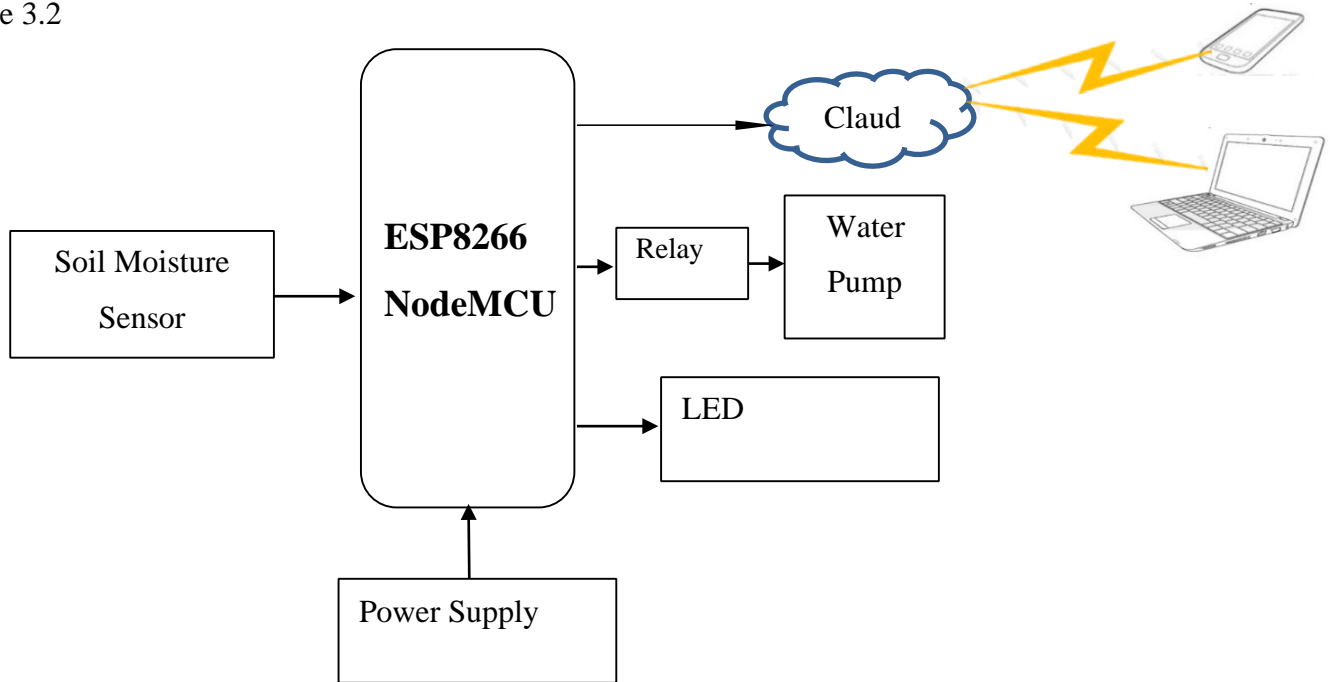 e 3.2
Claud
ESP8266
NodeMCU
Soil Moisture
Sensor
Relay
Water
Pump
LED
Power Supply